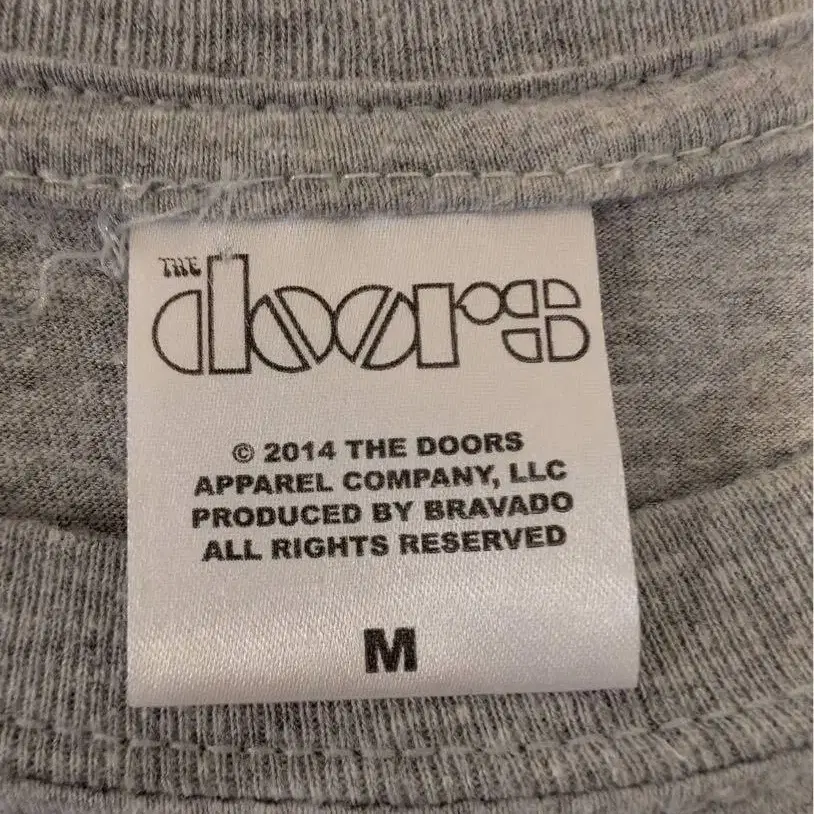 THE
doors
© 2014 THE DOORS
APPAREL COMPANY, LLC
PRODUCED BY BRAVADO
ALL RIGHTS RESERVED
M